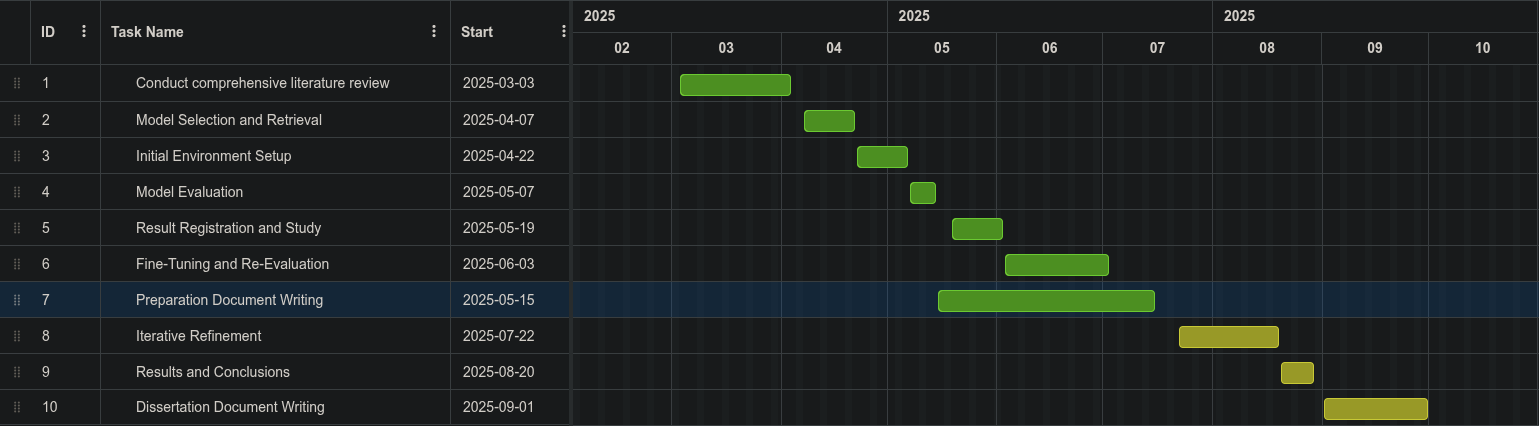 2025 2025 2025
ID Task Name Start
02 03 04 05 06 07 08 09 10
1 Conduct comprehensive literature review 2025-03-03
2 Model Selection and Retrieval 2025-04-07
3 Initial Environment Setup 2025-04-22
4 Model Evaluation 2025-05-07
5 Result Registration and Study 2025-05-19
6 Fine-Tuning and Re-Evaluation 2025-06-03
7 Preparation Document Writing 2025-05-15
8 Iterative Refinement 2025-07-22
9 Results and Conclusions 2025-08-20
10 Dissertation Document Writing 2025-09-01